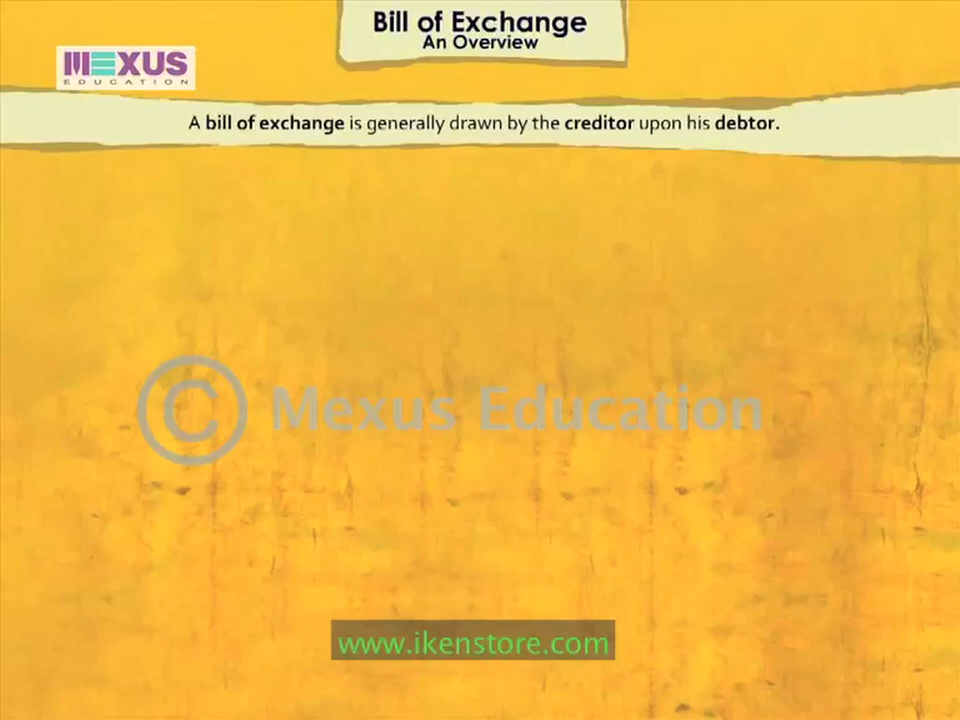 Bill of Exchange
An Overview
MEXUS
EDUCATION
A bill of exchange is generally drawn by the creditor upon his debtor.
© Mexus Education
www.ikenstore.com